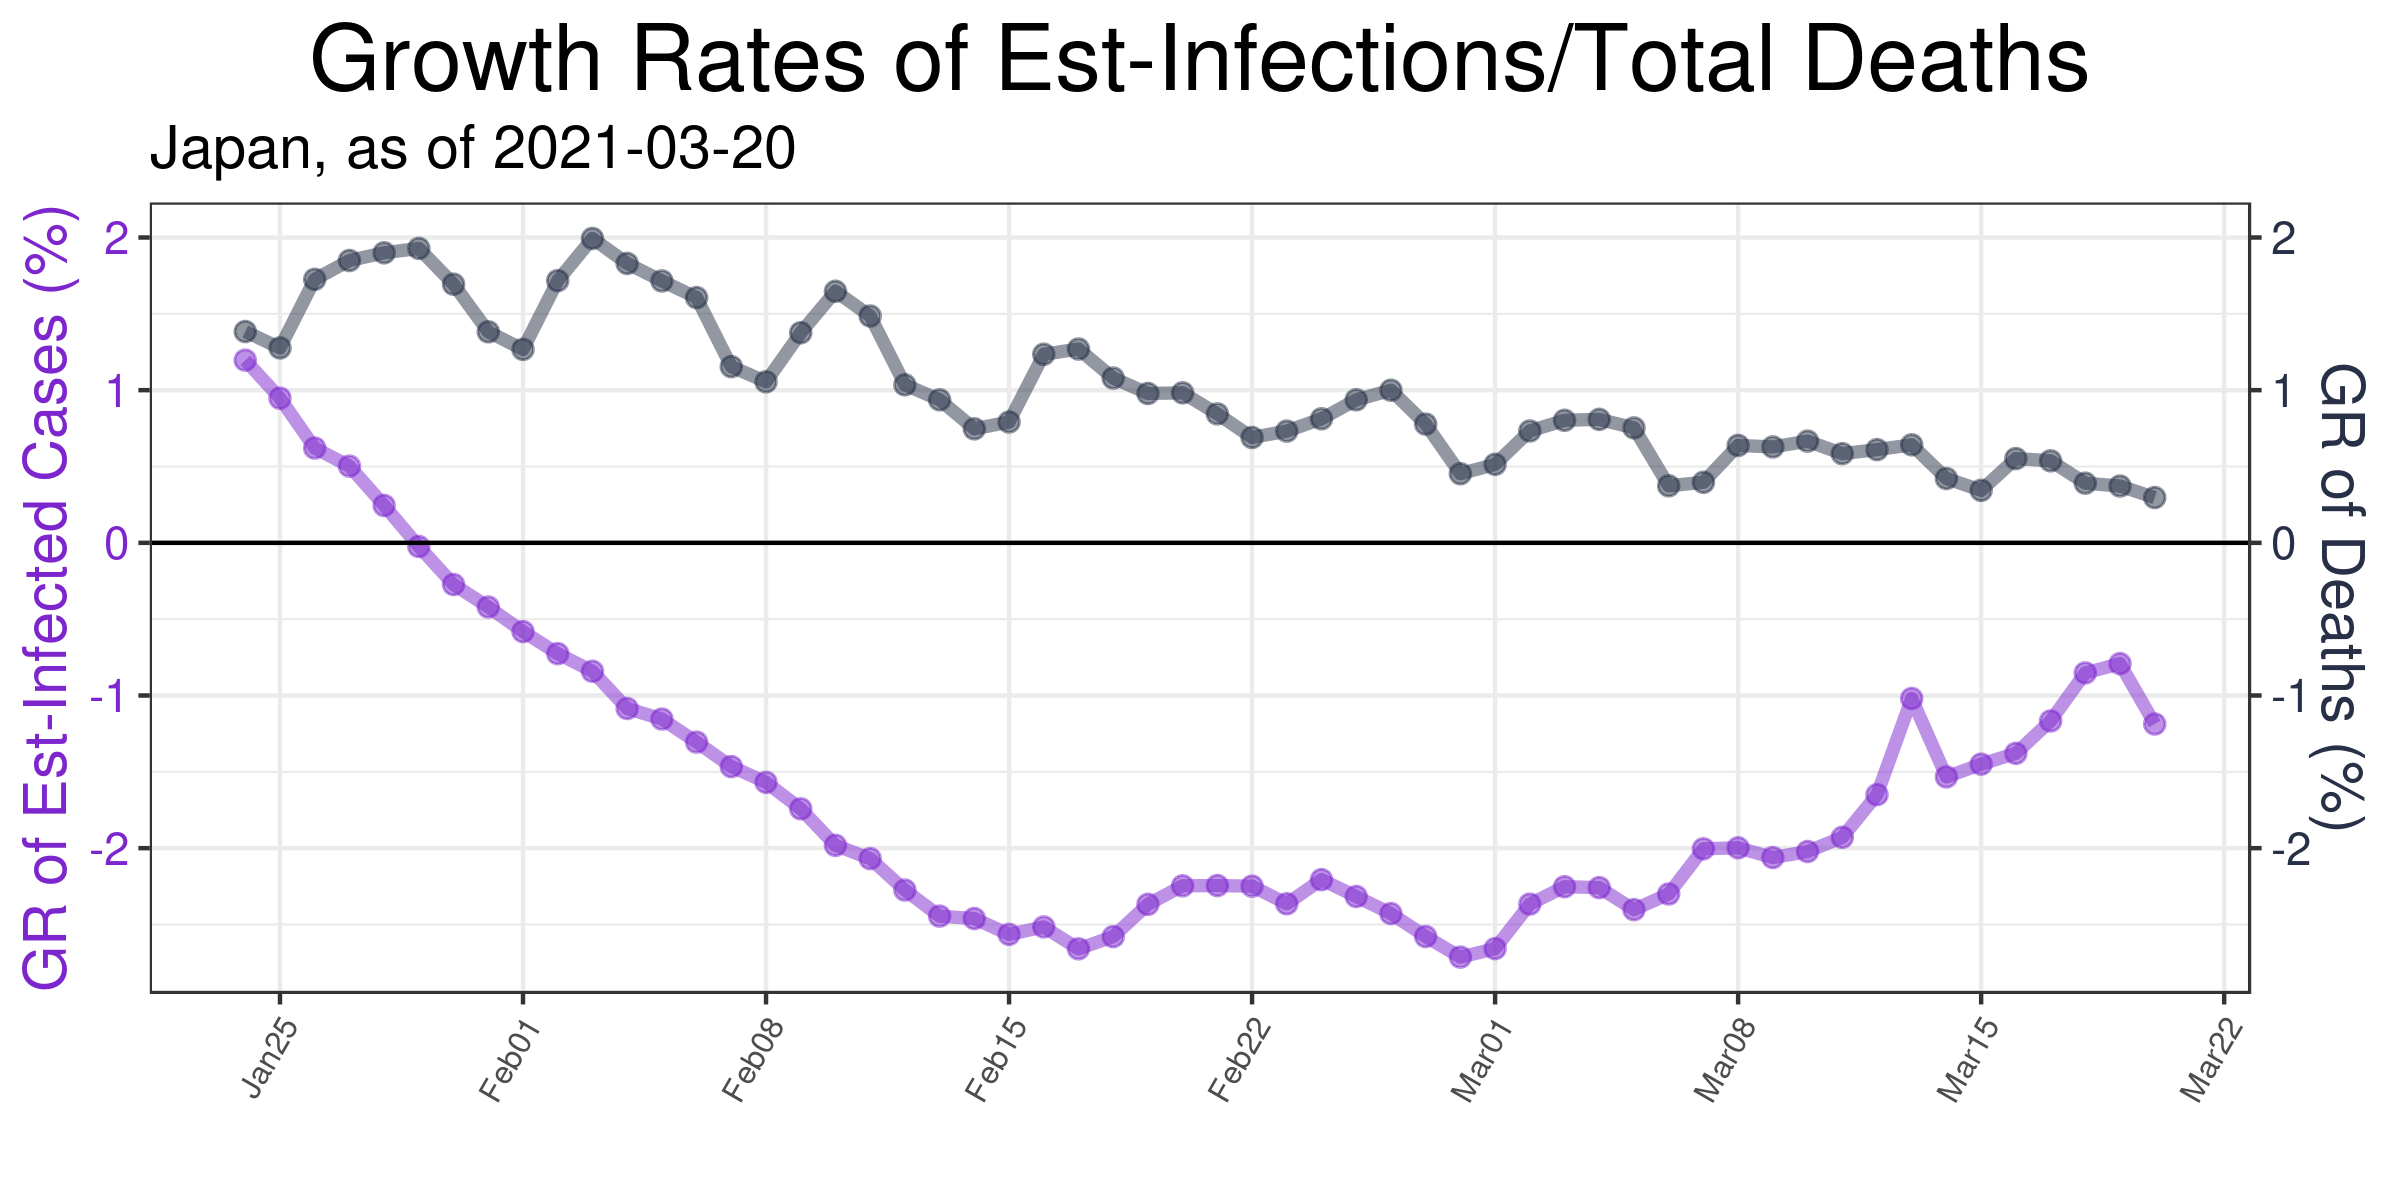 Growth Rates of Est-Infections/Total Deaths
Japan, as of 2021-03-20
GR of Est-Infected Cases (%)
2
1
0
-1
-2
2
1
0
-1
-2
GR of Deaths (%)
Jan25
Feb01
Feb08
Feb15
Feb22
Mar01
Mar08
Mar15
Mar22